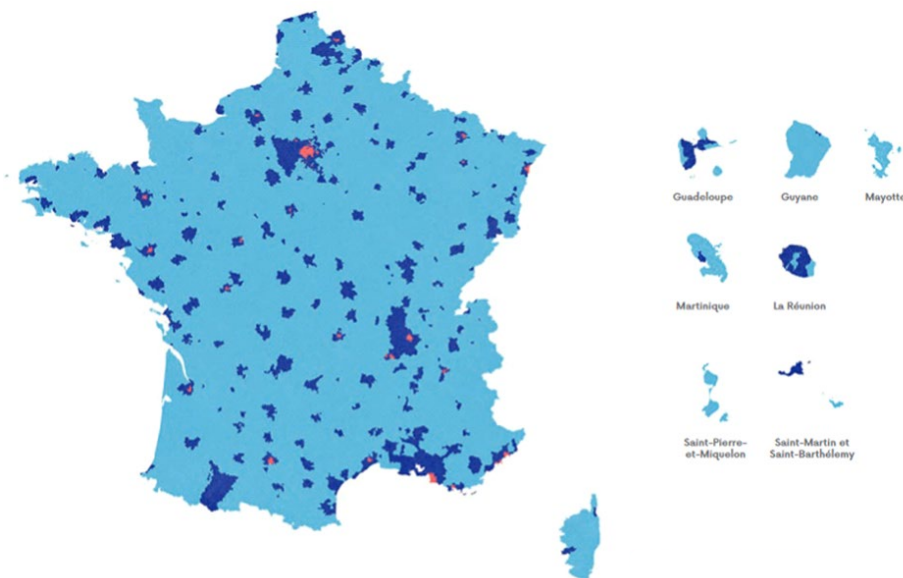 Guadeloupe
Guyane
Mayotte
Martinique
La Réunion
Saint-Pierre-
et-Miquelon
Saint-Martin et
Saint-Barthélemy